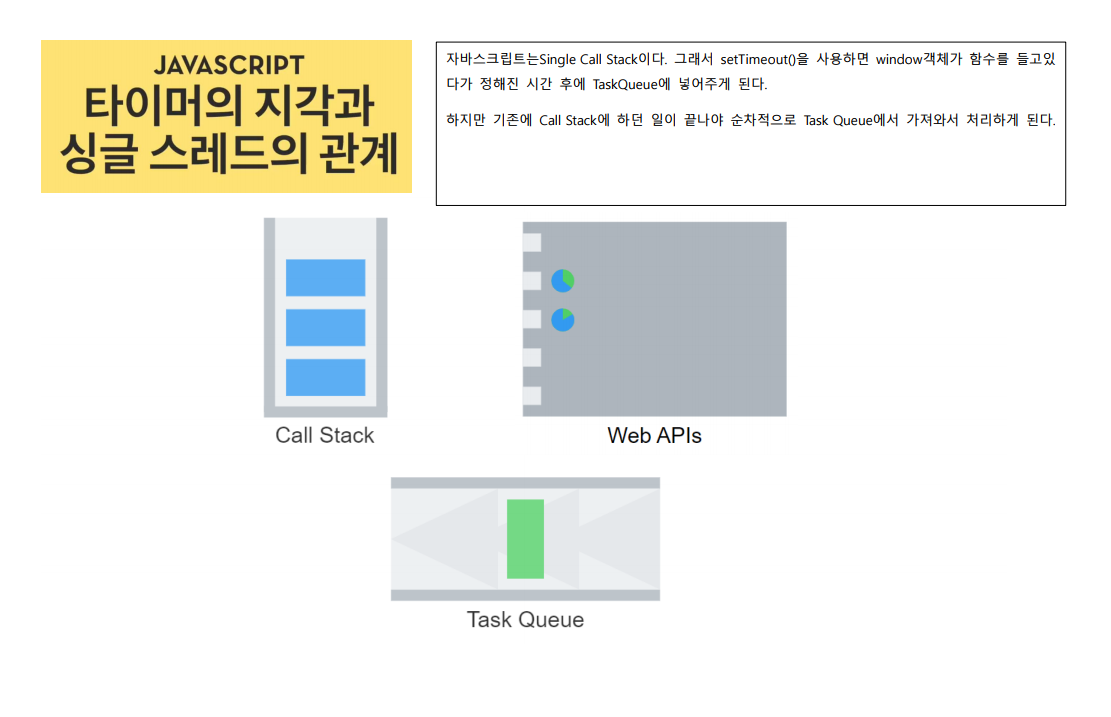 JAVASCRIPT
타이머의 지각과
싱글 스레드의 관계
자바스크립트는Single Call Stack이다. 그래서 setTimeout()을 사용하면 window객체가 함수를 들고있
다가 정해진 시간 후에 TaskQueue에 넣어주게 된다.
하지만 기존에 Call Stack에 하던 일이 끝나야 순차적으로 Task Queue에서 가져와서 처리하게 된다.
Call Stack
Web APIs
Task Queue